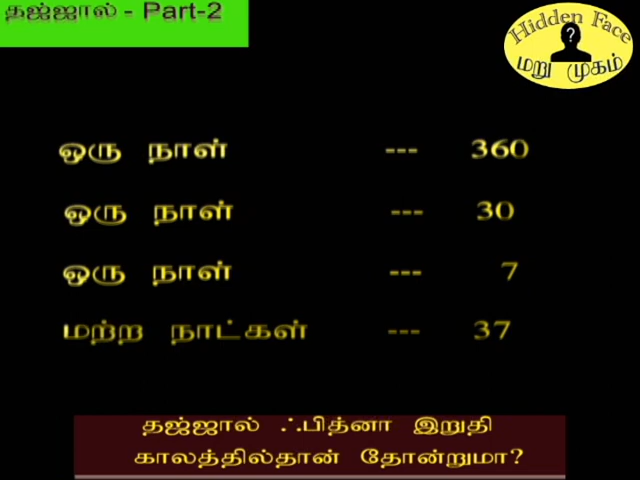 தஜ்ஜால் - Part-2
Hidden Face
?
மறு முகம்
ஒரு நாள் --- 360
ஒரு நாள் --- 30
ஒரு நாள் --- 7
மற்ற நாட்கள் --- 37
தஜ்ஜால் ஃபித்னா இறுதி
காலத்தில்தான் தோன்றுமா?